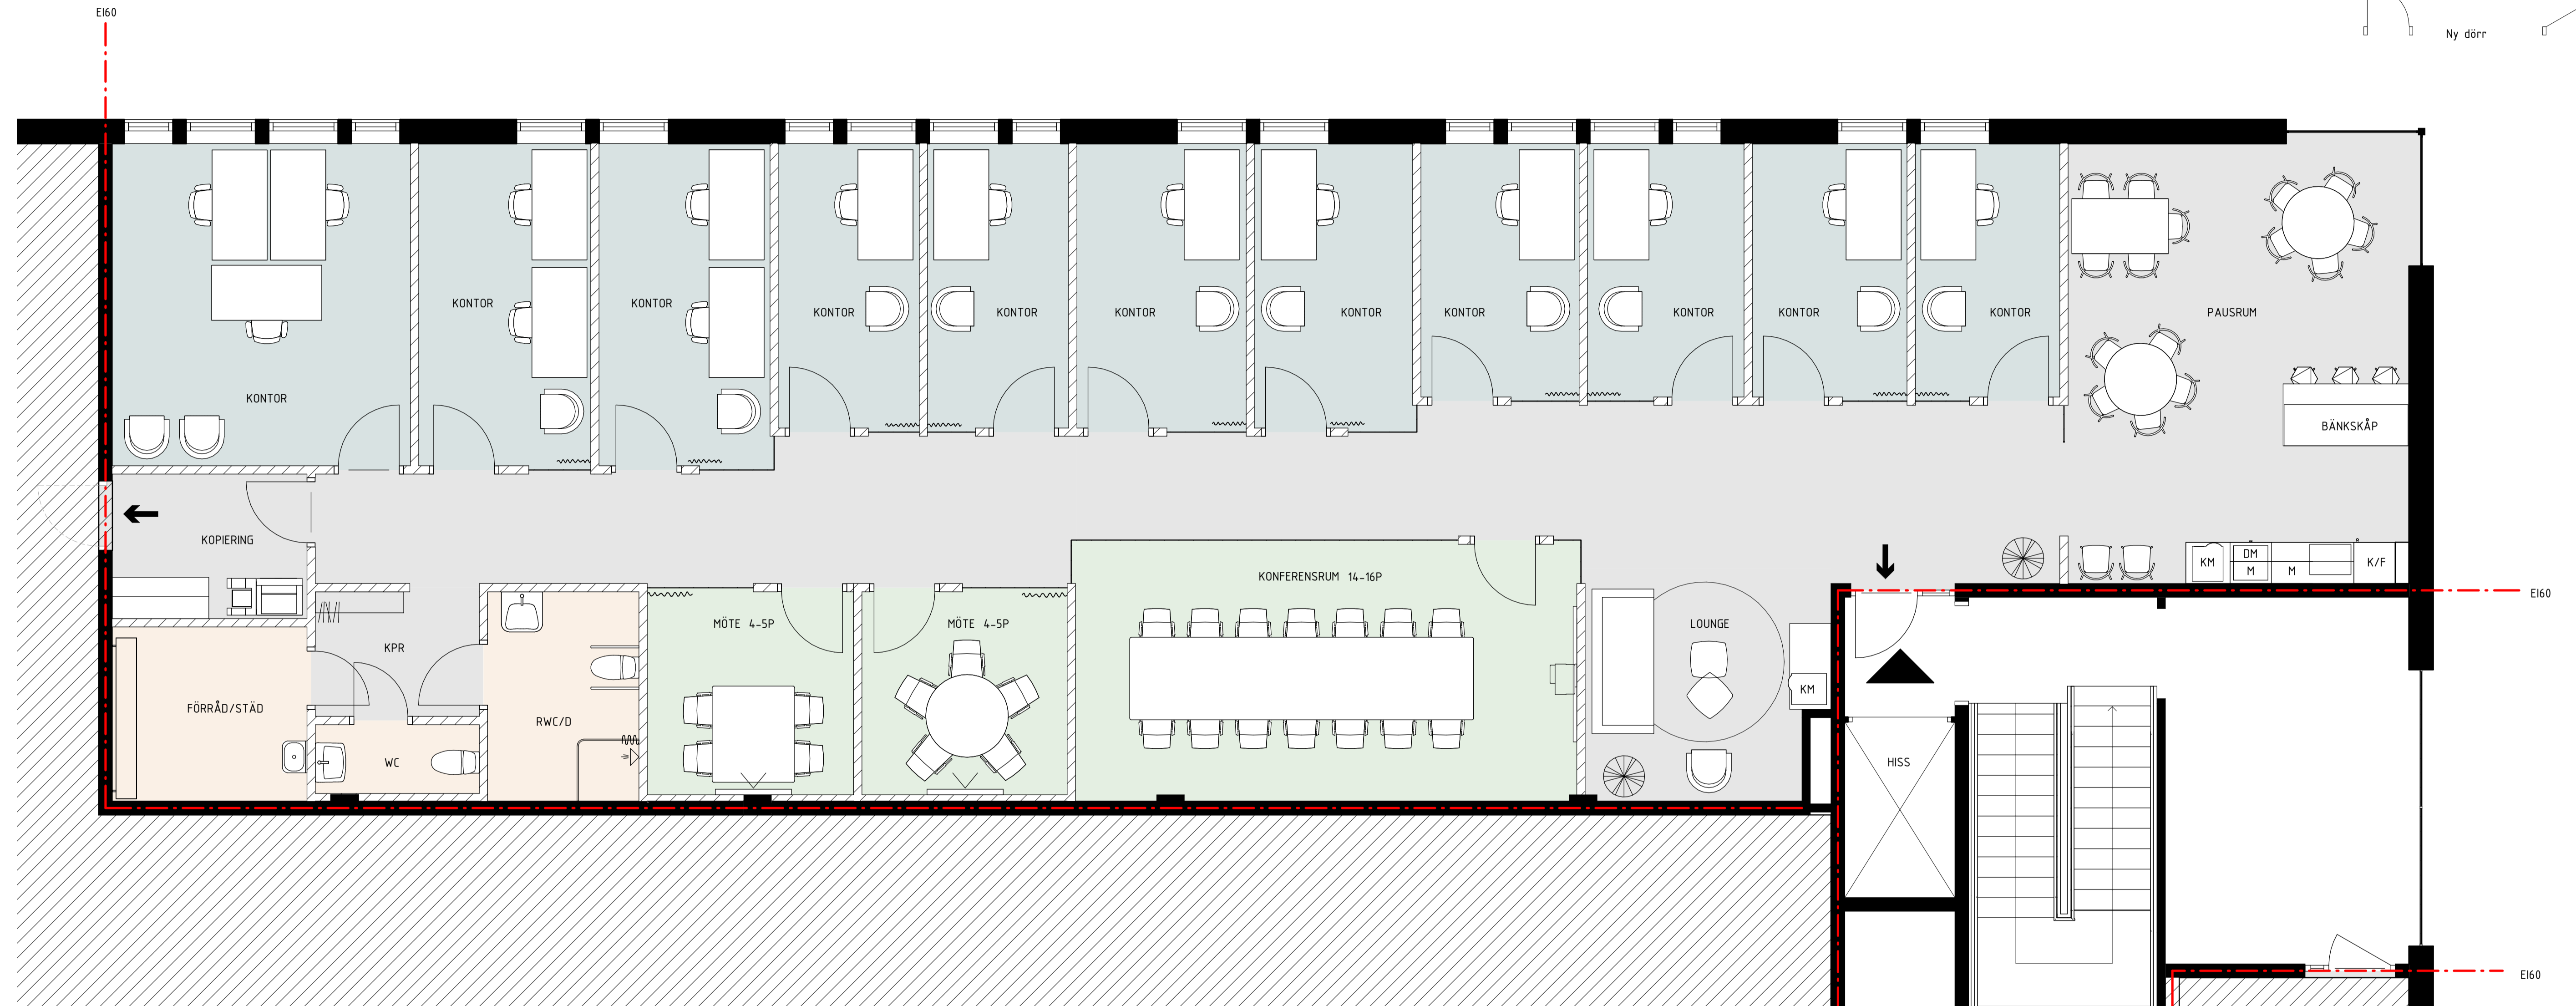 EI60
Ny dörr
KONTOR
KONTOR
KONTOR
KONTOR
KONTOR
KONTOR
KONTOR
KONTOR
KONTOR
KONTOR
KONTOR
PAUSRUM
BÄNKSKÅP
KOPIERING
KM
DM
M
M
K/F
KONFERENSRUM 14-16P
EI60
MÖTE 4-5P
MÖTE 4-5P
LOUNGE
KPR
KM
FÖRRÅD/STÄD
RWC/D
WC
HISS
EI60